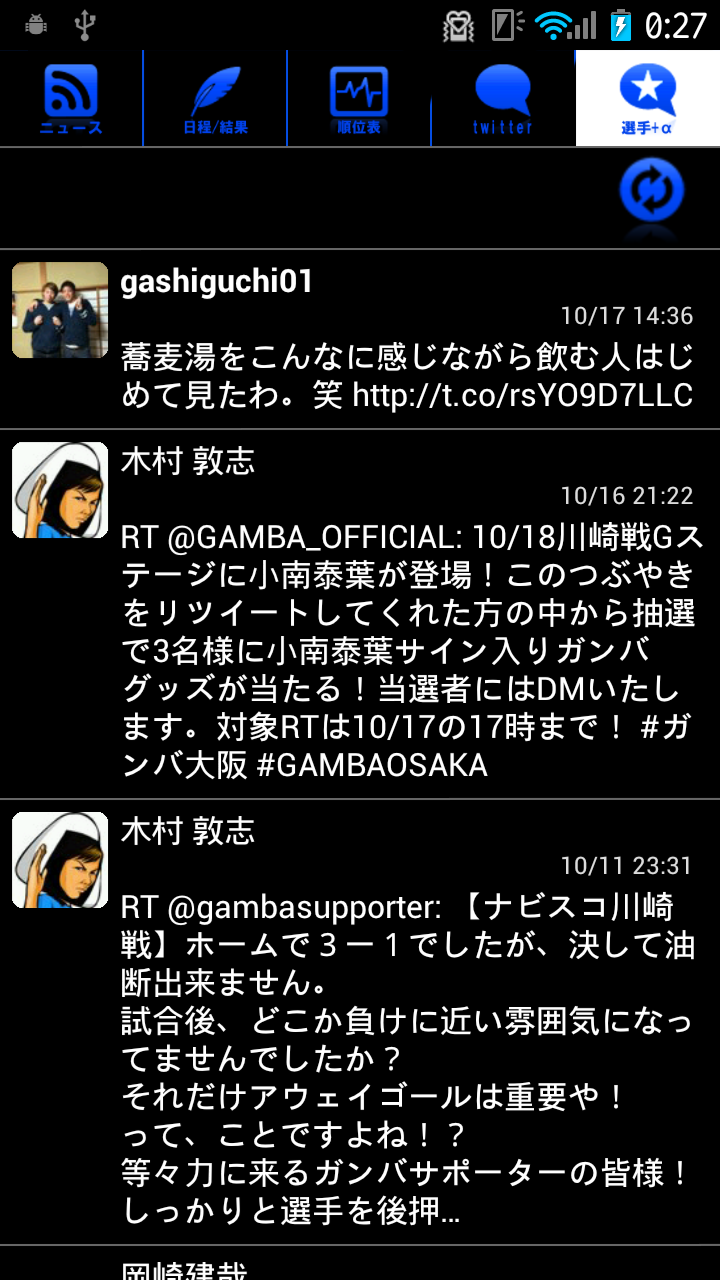 0:27
ニュース
日程/結果
順位表
twitter
選手+α
gashiguchi01
10/17 14:36
蕎麦湯をこんなに感じながら飲む人はじ
めて見たわ。笑 http://t.co/rsYO9D7LLC
木村 敦志
10/16 21:22
RT @GAMBA_OFFICIAL: 10/18川崎戦Gス
テージに小南泰葉が登場！このつぶやき
をリツイートしてくれた方の中から抽選
で3名様に小南泰葉サイン入りガンバ
グッズが当たる！当選者にはDMいたし
ます。対象RTは10/17の17時まで！ #ガ
ンバ大阪 #GAMBAOSAKA
木村 敦志
10/11 23:31
RT @gambasupporter: 【ナビスコ川崎
戦】ホームで３ー１でしたが、決して油
断出来ません。
試合後、どこか負けに近い雰囲気になっ
てませんでしたか？
それだけアウェイゴールは重要や！
って、ことですよね！？
等々力に来るガンバサポーターの皆様！
しっかりと選手を後押...
岡崎建哉